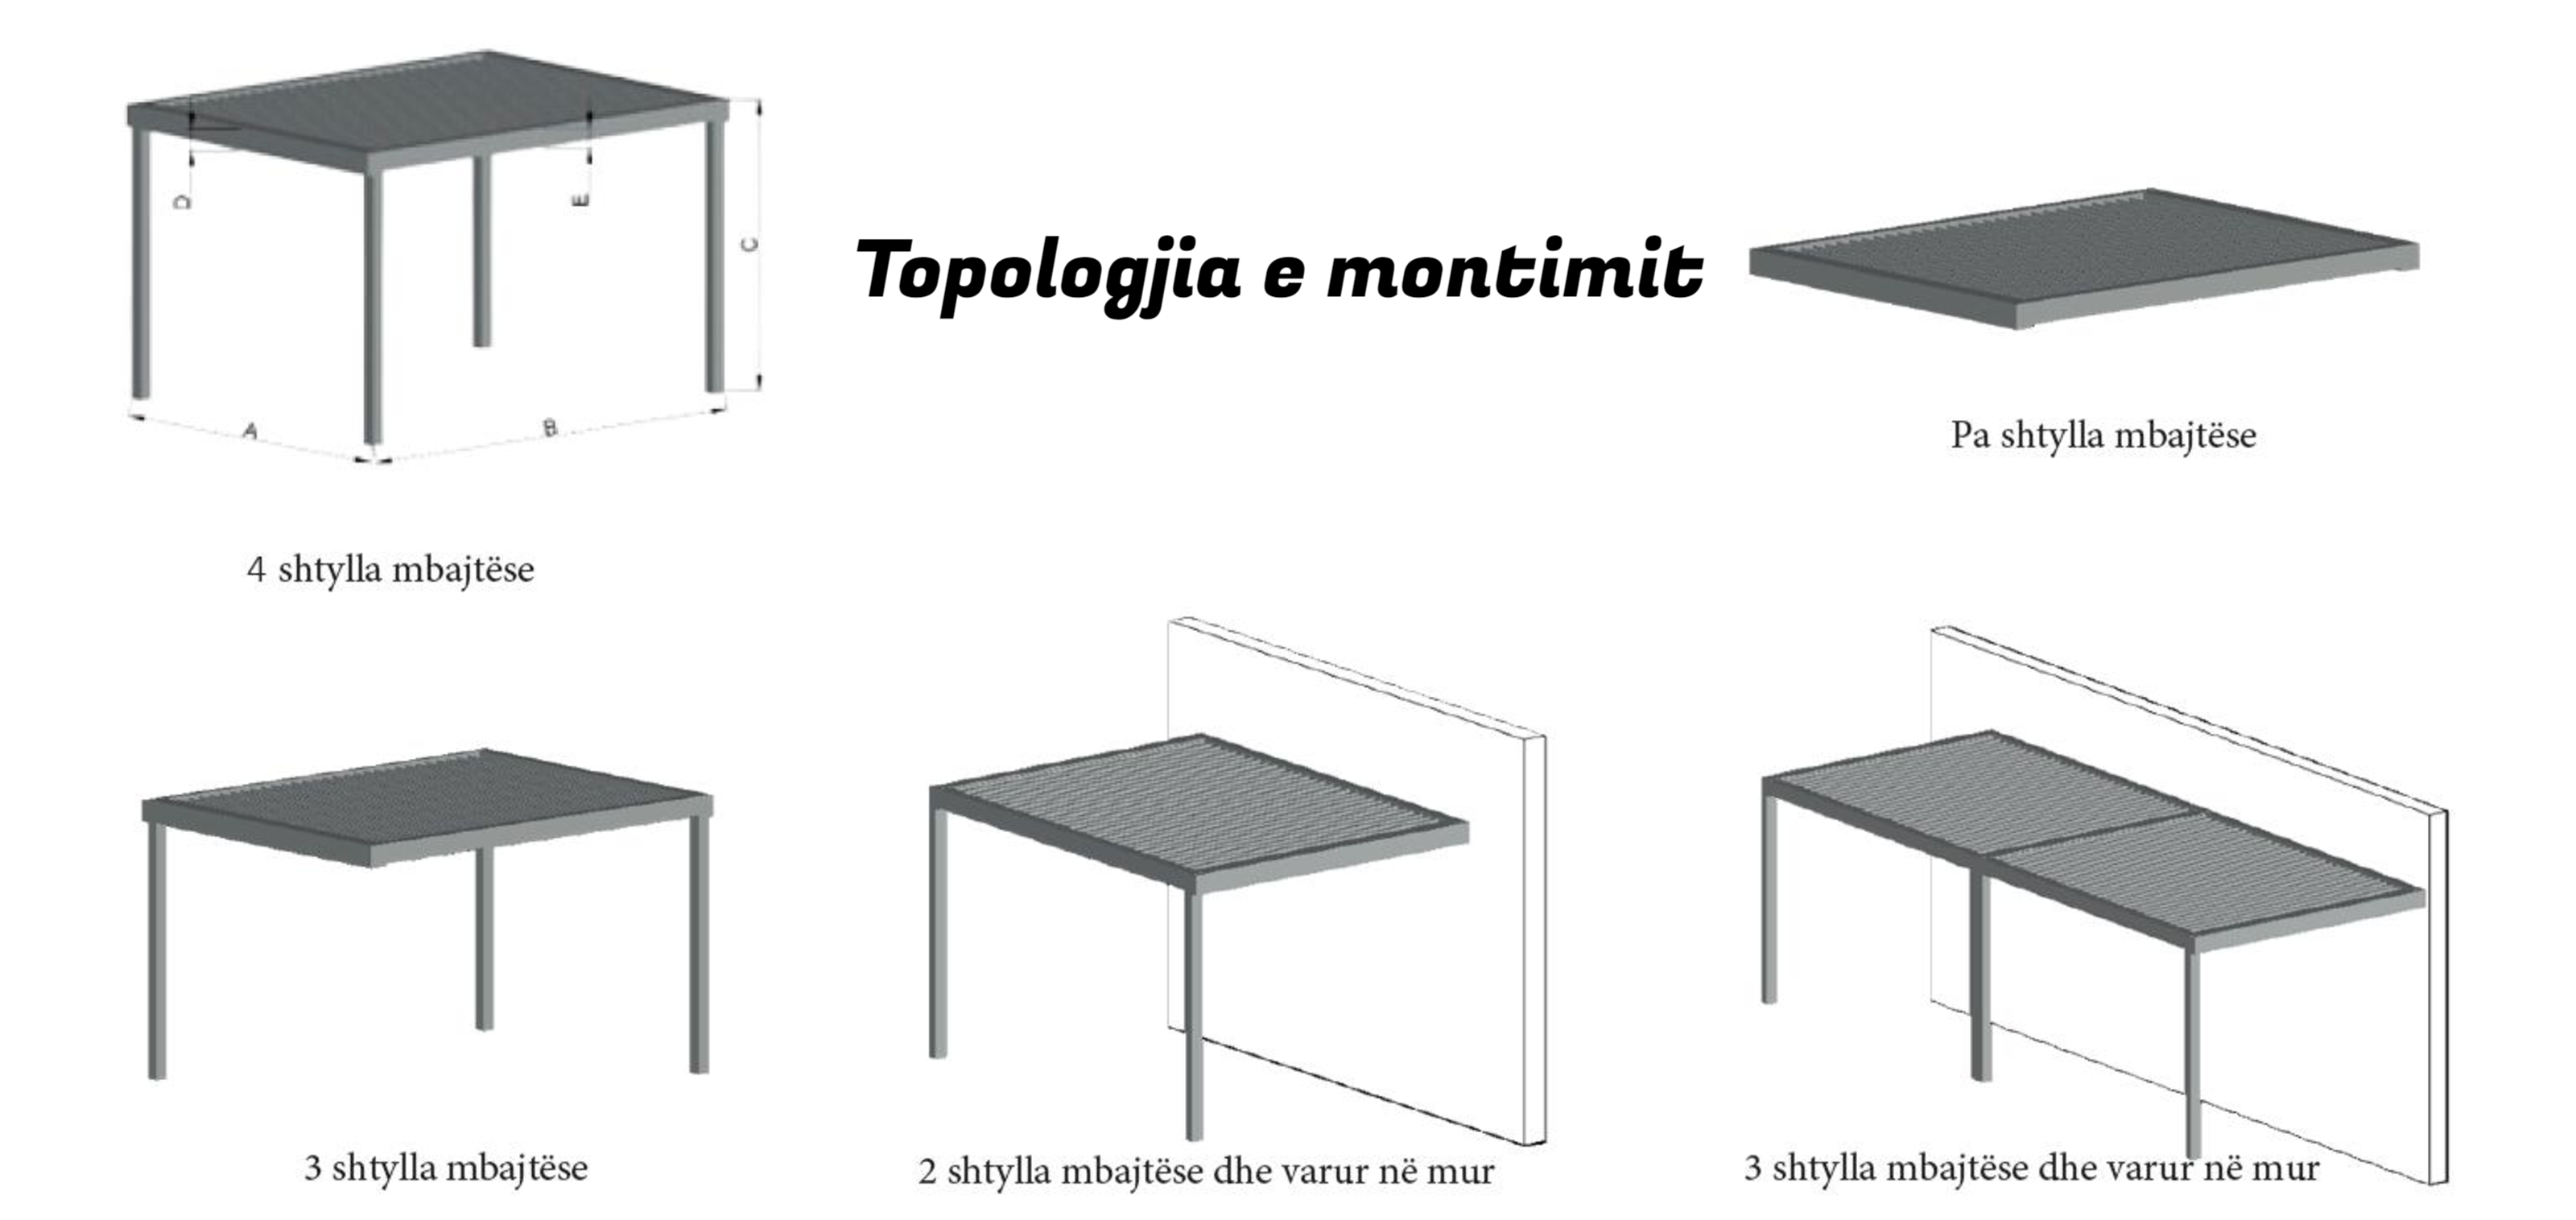 D
E
C
A
B
4 shtylla mbajtëse
Topologjia e montimit
Pa shtylla mbajtëse
3 shtylla mbajtëse
2 shtylla mbajtëse dhe varur në mur
3 shtylla mbajtëse dhe varur në mur